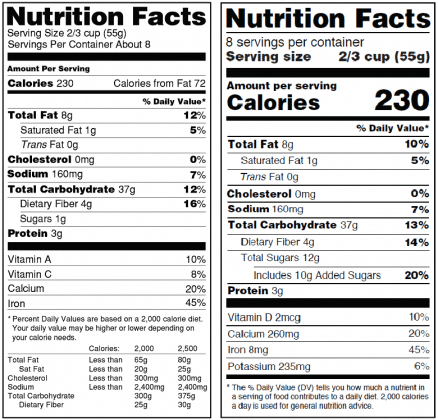 Nutrition Facts
Serving Size 2/3 cup (55g)
Servings Per Container About 8
Amount Per Serving
Calories 230 Calories from Fat 72
% Daily Value*
Total Fat 8g 12%
Saturated Fat 1g 5%
Trans Fat 0g
Cholesterol 0mg 0%
Sodium 160mg 7%
Total Carbohydrate 37g 12%
Dietary Fiber 4g 16%
Sugars 1g
Protein 3g
Vitamin A 10%
Vitamin C 8%
Calcium 20%
Iron 45%
* Percent Daily Values are based on a 2,000 calorie diet.
Your daily value may be higher or lower depending on
your calorie needs.
Calories: 2,000 2,500
Total Fat Less than 65g 80g
Sat Fat Less than 20g 25g
Cholesterol Less than 300mg 300mg
Sodium Less than 2,400mg 2,400mg
Total Carbohydrate 300g 375g
Dietary Fiber 25g 30g
Nutrition Facts
8 servings per container
Serving size 2/3 cup (55g)
Amount per serving
Calories 230
% Daily Value*
Total Fat 8g 10%
Saturated Fat 1g 5%
Trans Fat 0g
Cholesterol 0mg 0%
Sodium 160mg 7%
Total Carbohydrate 37g 13%
Dietary Fiber 4g 14%
Total Sugars 12g
Includes 10g Added Sugars 20%
Protein 3g
Vitamin D 2mcg 10%
Calcium 260mg 20%
Iron 8mg 45%
Potassium 235mg 6%
* The % Daily Value (DV) tells you how much a nutrient in
a serving of food contributes to a daily diet. 2,000 calories
a day is used for general nutrition advice.